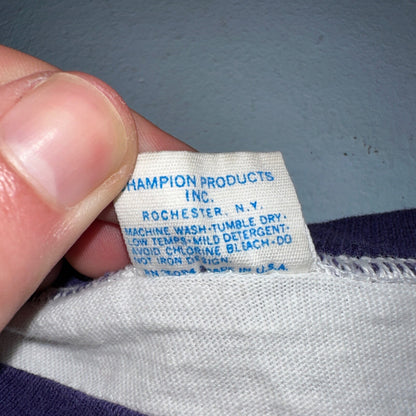 HAMPION PRODUCTS
INC.
ROCHESTER, N.Y.
MACHINE WASH·TUMBLE DRY·
LOW TEMPS·MILD DETERGENT·
AVOID CHLORINE BLEACH·DO
NOT IRON DESIGN·
IN U.S.A.